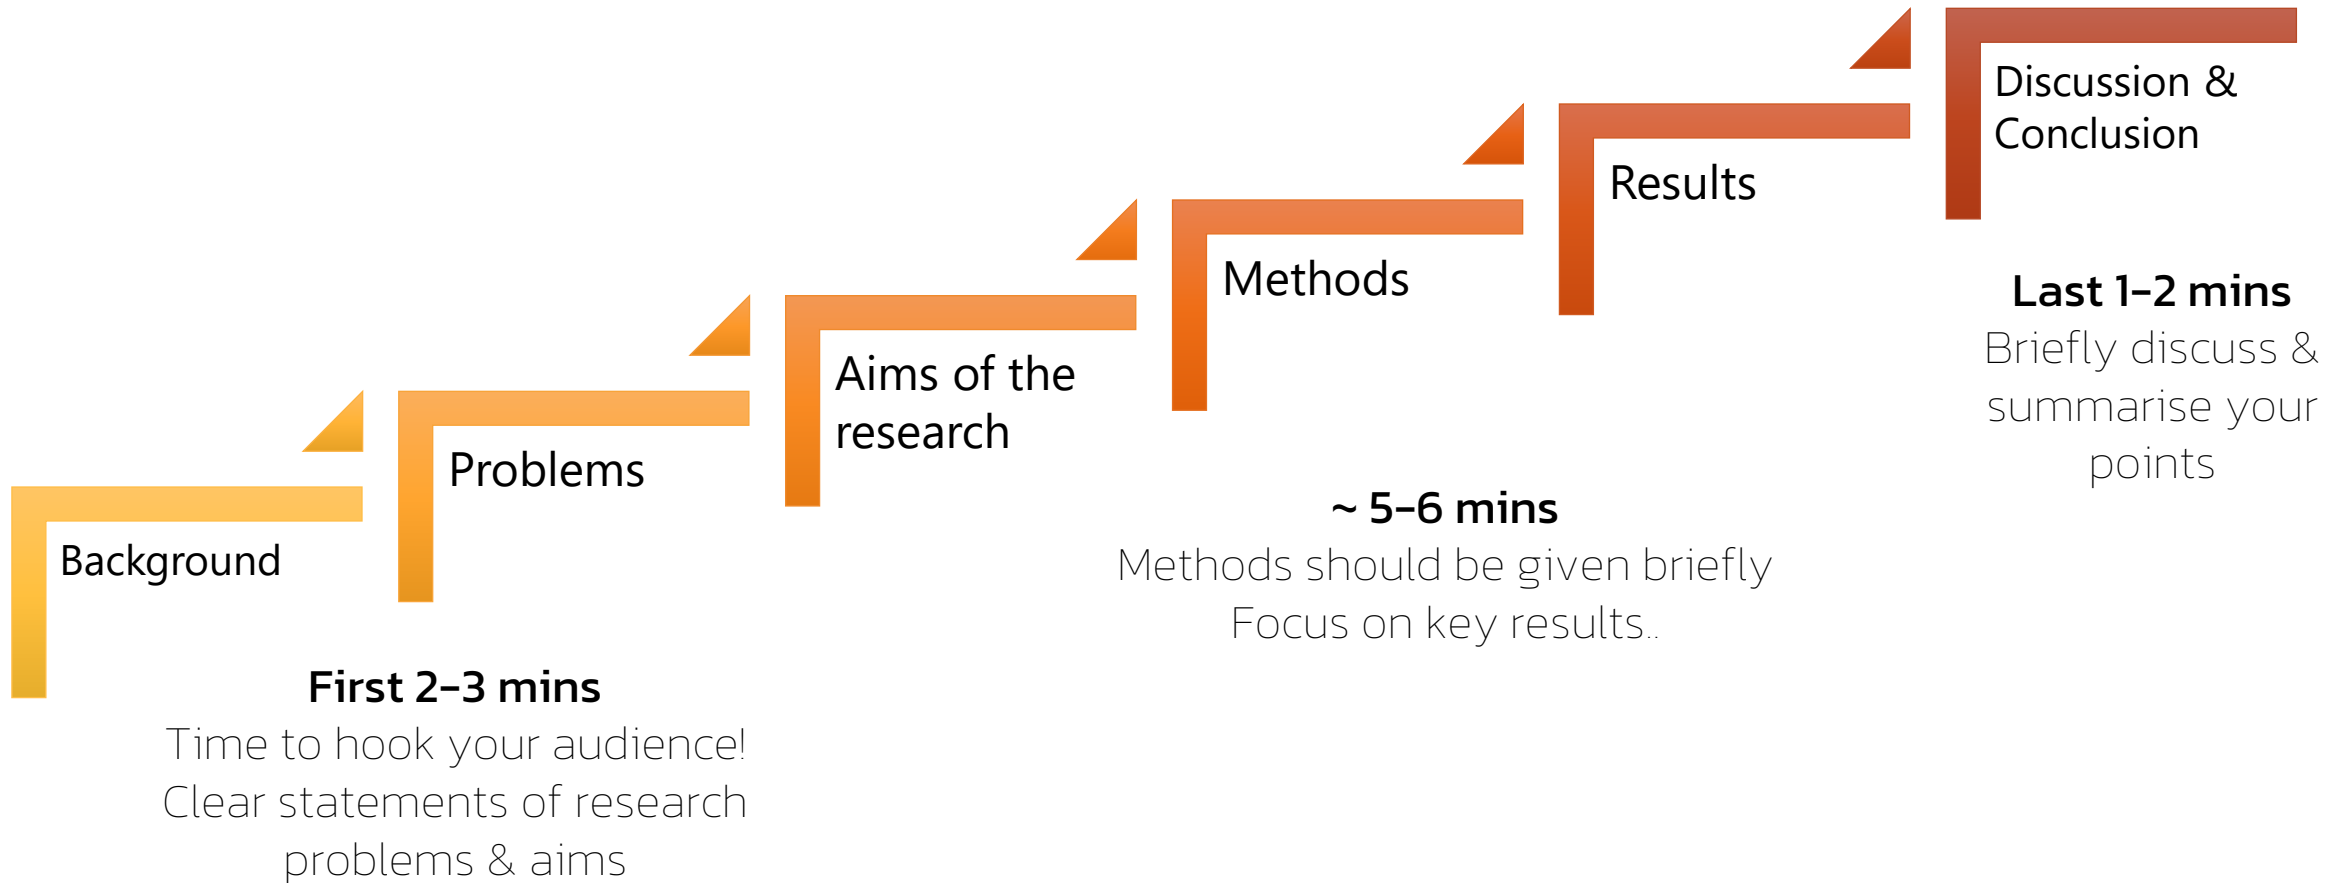 Background
Problems
Aims of the
research
Methods
Results
Discussion &
Conclusion
First 2-3 mins
Time to hook your audience!
Clear statements of research
problems & aims
~ 5-6 mins
Methods should be given briefly
Focus on key results..
Last 1-2 mins
Briefly discuss &
summarise your
points